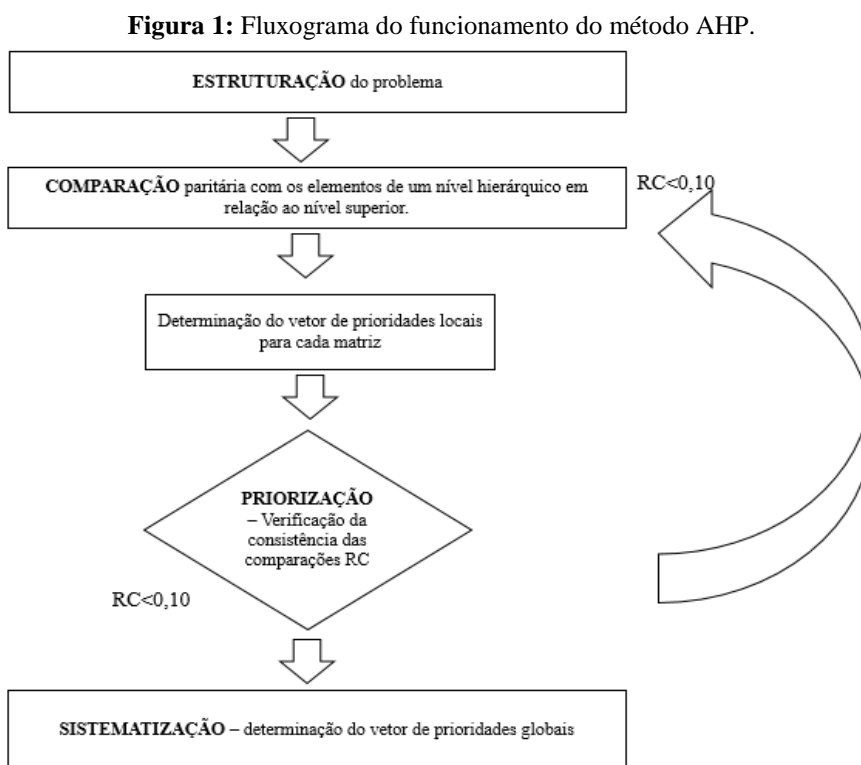 Figura 1: Fluxograma do funcionamento do método AHP.
ESTRUTURAÇÃO do problema
COMPARAÇÃO paritária com os elementos de um nível hierárquico em
relação ao nível superior.
RC<0,10
Determinação do vetor de prioridades locais
para cada matriz
PRIORIZAÇÃO
– Verificação da
consistência das
comparações RC
RC<0,10
SISTEMATIZAÇÃO – determinação do vetor de prioridades globais